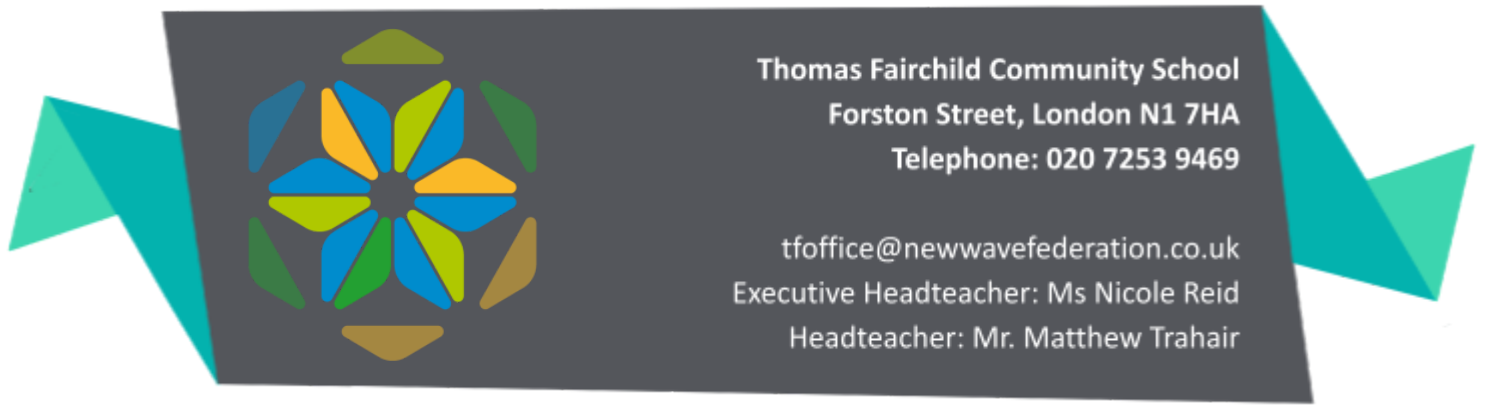 Thomas Fairchild Community School
Forston Street, London N1 7HA
Telephone: 020 7253 9469
tfoffice@newwavefederation.co.uk
Executive Headteacher: Ms Nicole Reid
Headteacher: Mr. Matthew Trahair